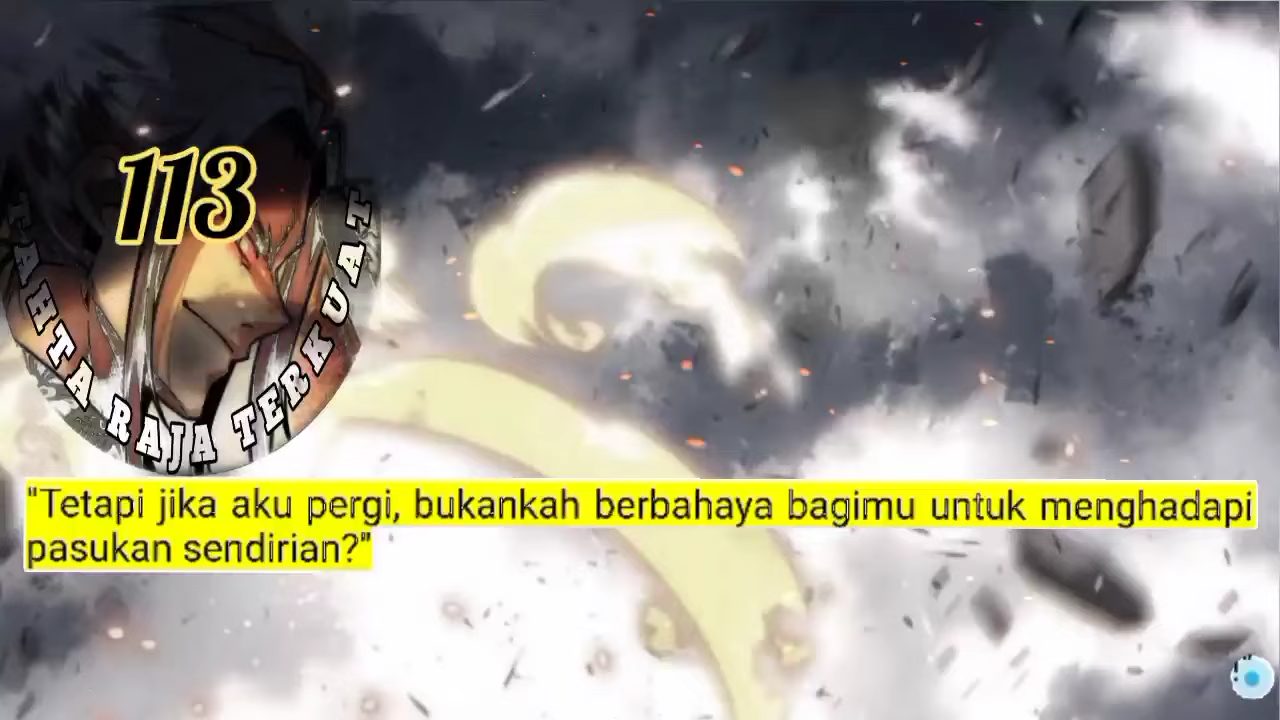 113
TAHTA RAJA TERKUAT
"Tetapi jika aku pergi, bukankah berbahaya bagimu untuk menghadapi
pasukan sendirian?"